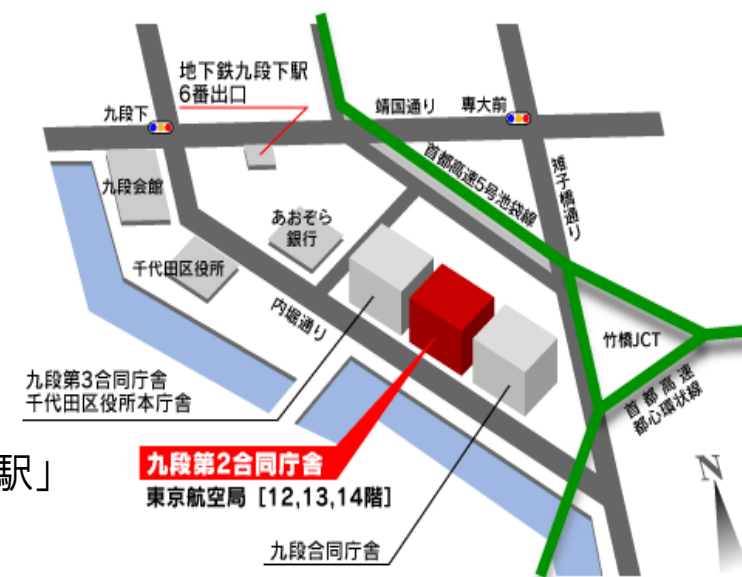 地下鉄九段下駅
6番出口
九段下
靖国通り
専大前
首都高速5号池袋線
雉子橋通り
九段会館
あおぞら
銀行
千代田区役所
内堀通り
竹橋JCT
首都高速
都心環状線
九段第3合同庁舎
千代田区役所本庁舎
九段第2合同庁舎
東京航空局［12,13,14階］
駅」
九段合同庁舎
N